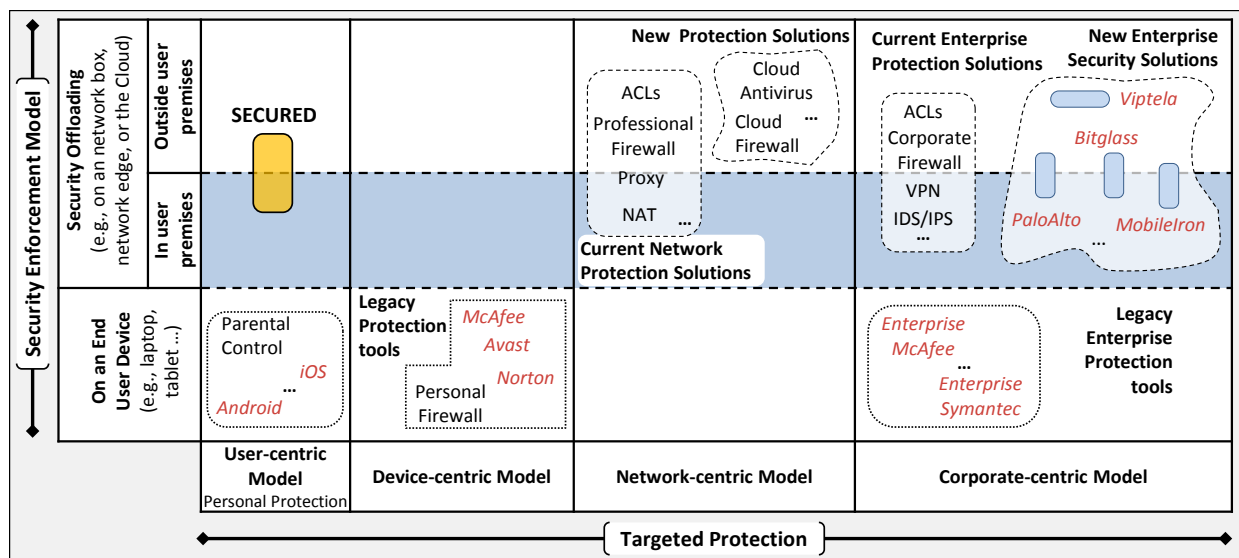 Security Enforcement Model
Security Offloading
(e.g., on an network box,
network edge, or the Cloud)
Outside user
premises
In user
premises
On an End
User Device
(e.g., laptop,
tablet ...)
SECURED
New Protection Solutions
ACLs
Professional
Firewall
Proxy
NAT
...
Cloud
Antivirus
...
Cloud
Firewall
Current Network
Protection Solutions
Current Enterprise
Protection Solutions
ACLs
Corporate
Firewall
VPN
IDS/IPS
...
New Enterprise
Security Solutions
Viptela
Bitglass
PaloAlto
MobileIron
...
Parental
Control
iOS
...
Android
Legacy
Protection
tools
McAfee
Avast
Norton
Personal
Firewall
Enterprise
McAfee
...
Enterprise
Symantec
Legacy
Enterprise
Protection
tools
User-centric
Model
Personal Protection
Device-centric Model
Network-centric Model
Corporate-centric Model
Targeted Protection